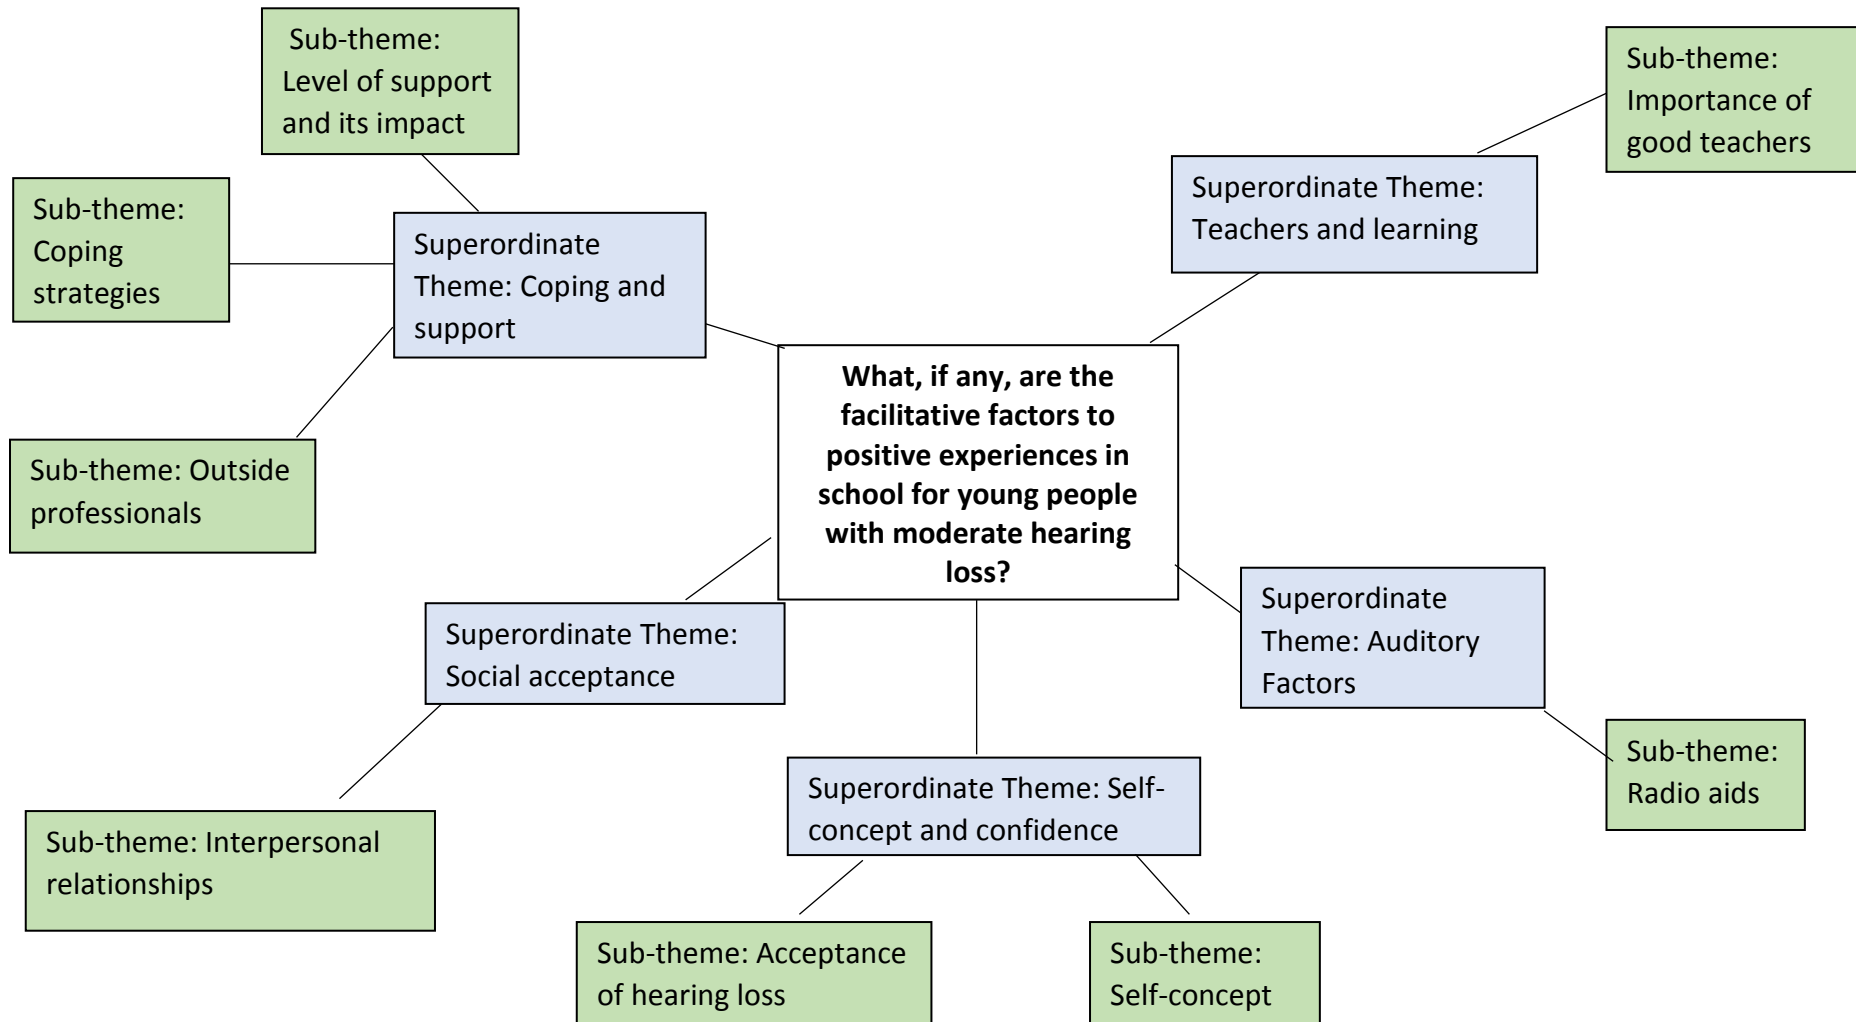 Sub-theme:
Level of support
and its impact
Sub-theme:
Importance of
good teachers
Superordinate Theme:
Teachers and learning
Sub-theme:
Coping
strategies
Superordinate
Theme: Coping and
support
What, if any, are the
facilitative factors to
positive experiences in
school for young people
with moderate hearing
loss?
Sub-theme: Outside
professionals
Superordinate Theme:
Social acceptance
Superordinate
Theme: Auditory
Factors
Sub-theme:
Radio aids
Superordinate Theme: Self-
concept and confidence
Sub-theme: Interpersonal
relationships
Sub-theme: Acceptance
of hearing loss
Sub-theme:
Self-concept